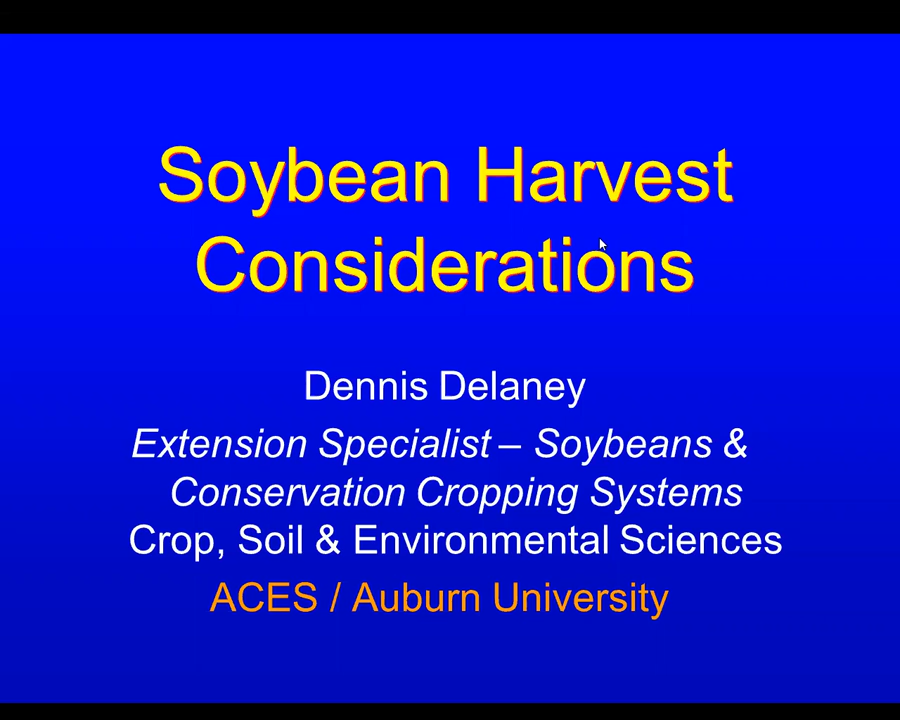 Soybean Harvest
Considerations
Dennis Delaney
Extension Specialist – Soybeans &
Conservation Cropping Systems
Crop, Soil & Environmental Sciences
ACES / Auburn University